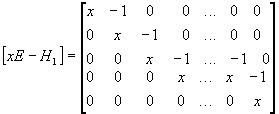 x −1 0 0 ... 0 0
0 x −1 0 ... 0 0
[xE − H₁] = 0 0 x −1 ... −1 0
0 0 0 x ... x −1
0 0 0 0 ... 0 x